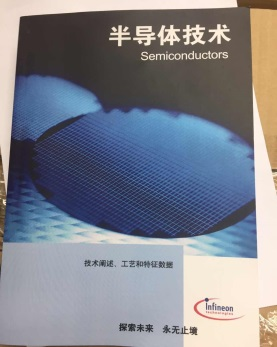 半导体技术
Semiconductors
技术阐述、工艺和特征数据
Infineon
technologies
探索未来 永无止境